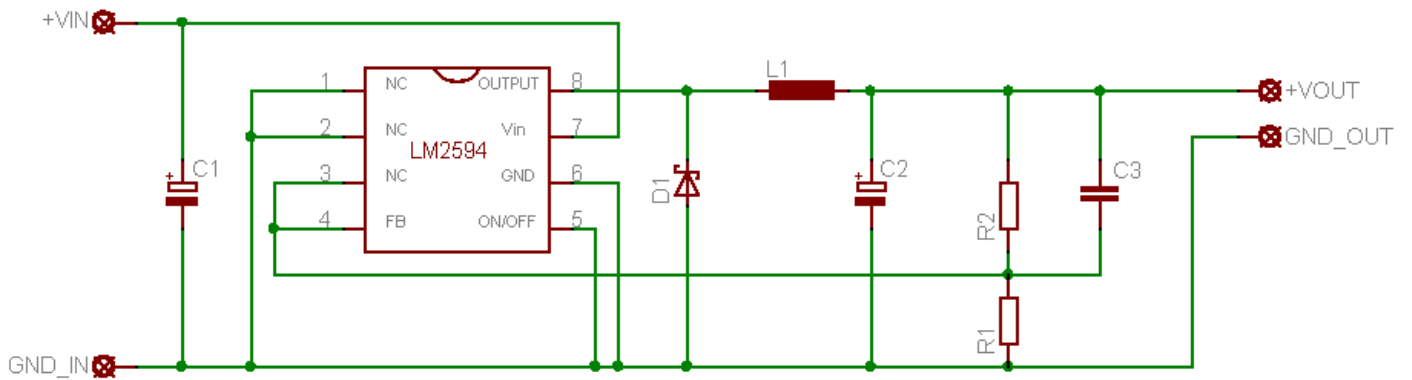 +VIN
L1
1 NC OUTPUT 8
+VOUT
2 NC Vin 7
GND_OUT
LM2594
C1
3 NC GND 6
D1
C2
C3
4 FB ON/OFF 5
R2
R1
GND_IN